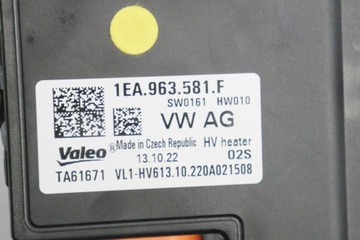 1EA.963.581.F
SW0161 HW010
VW AG
Valeo ® Made in Czech Republic HV heater
13.10.22 02S
TA61671 VL1-HV613.10.220A021508